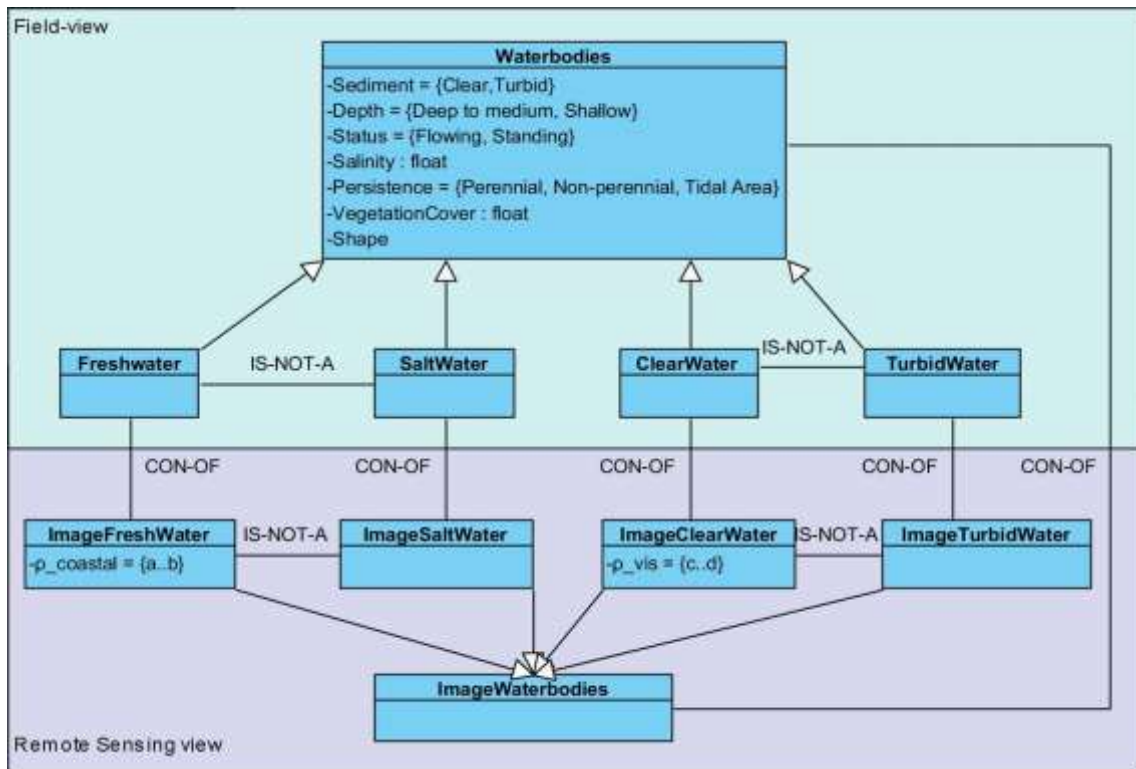 Field-view
Waterbodies
-Sediment = {Clear,Turbid}
-Depth = {Deep to medium, Shallow}
-Status = {Flowing, Standing}
-Salinity : float
-Persistence = {Perennial, Non-perennial, Tidal Area}
-VegetationCover : float
-Shape
Freshwater
IS-NOT-A
SaltWater
ClearWater
IS-NOT-A
TurbidWater
CON-OF
CON-OF
CON-OF
CON-OF
CON-OF
ImageFreshWater
-ρ_coastal = {a..b}
IS-NOT-A
ImageSaltWater
ImageClearWater
-ρ_vis = {c..d}
IS-NOT-A
ImageTurbidWater
ImageWaterbodies
Remote Sensing view